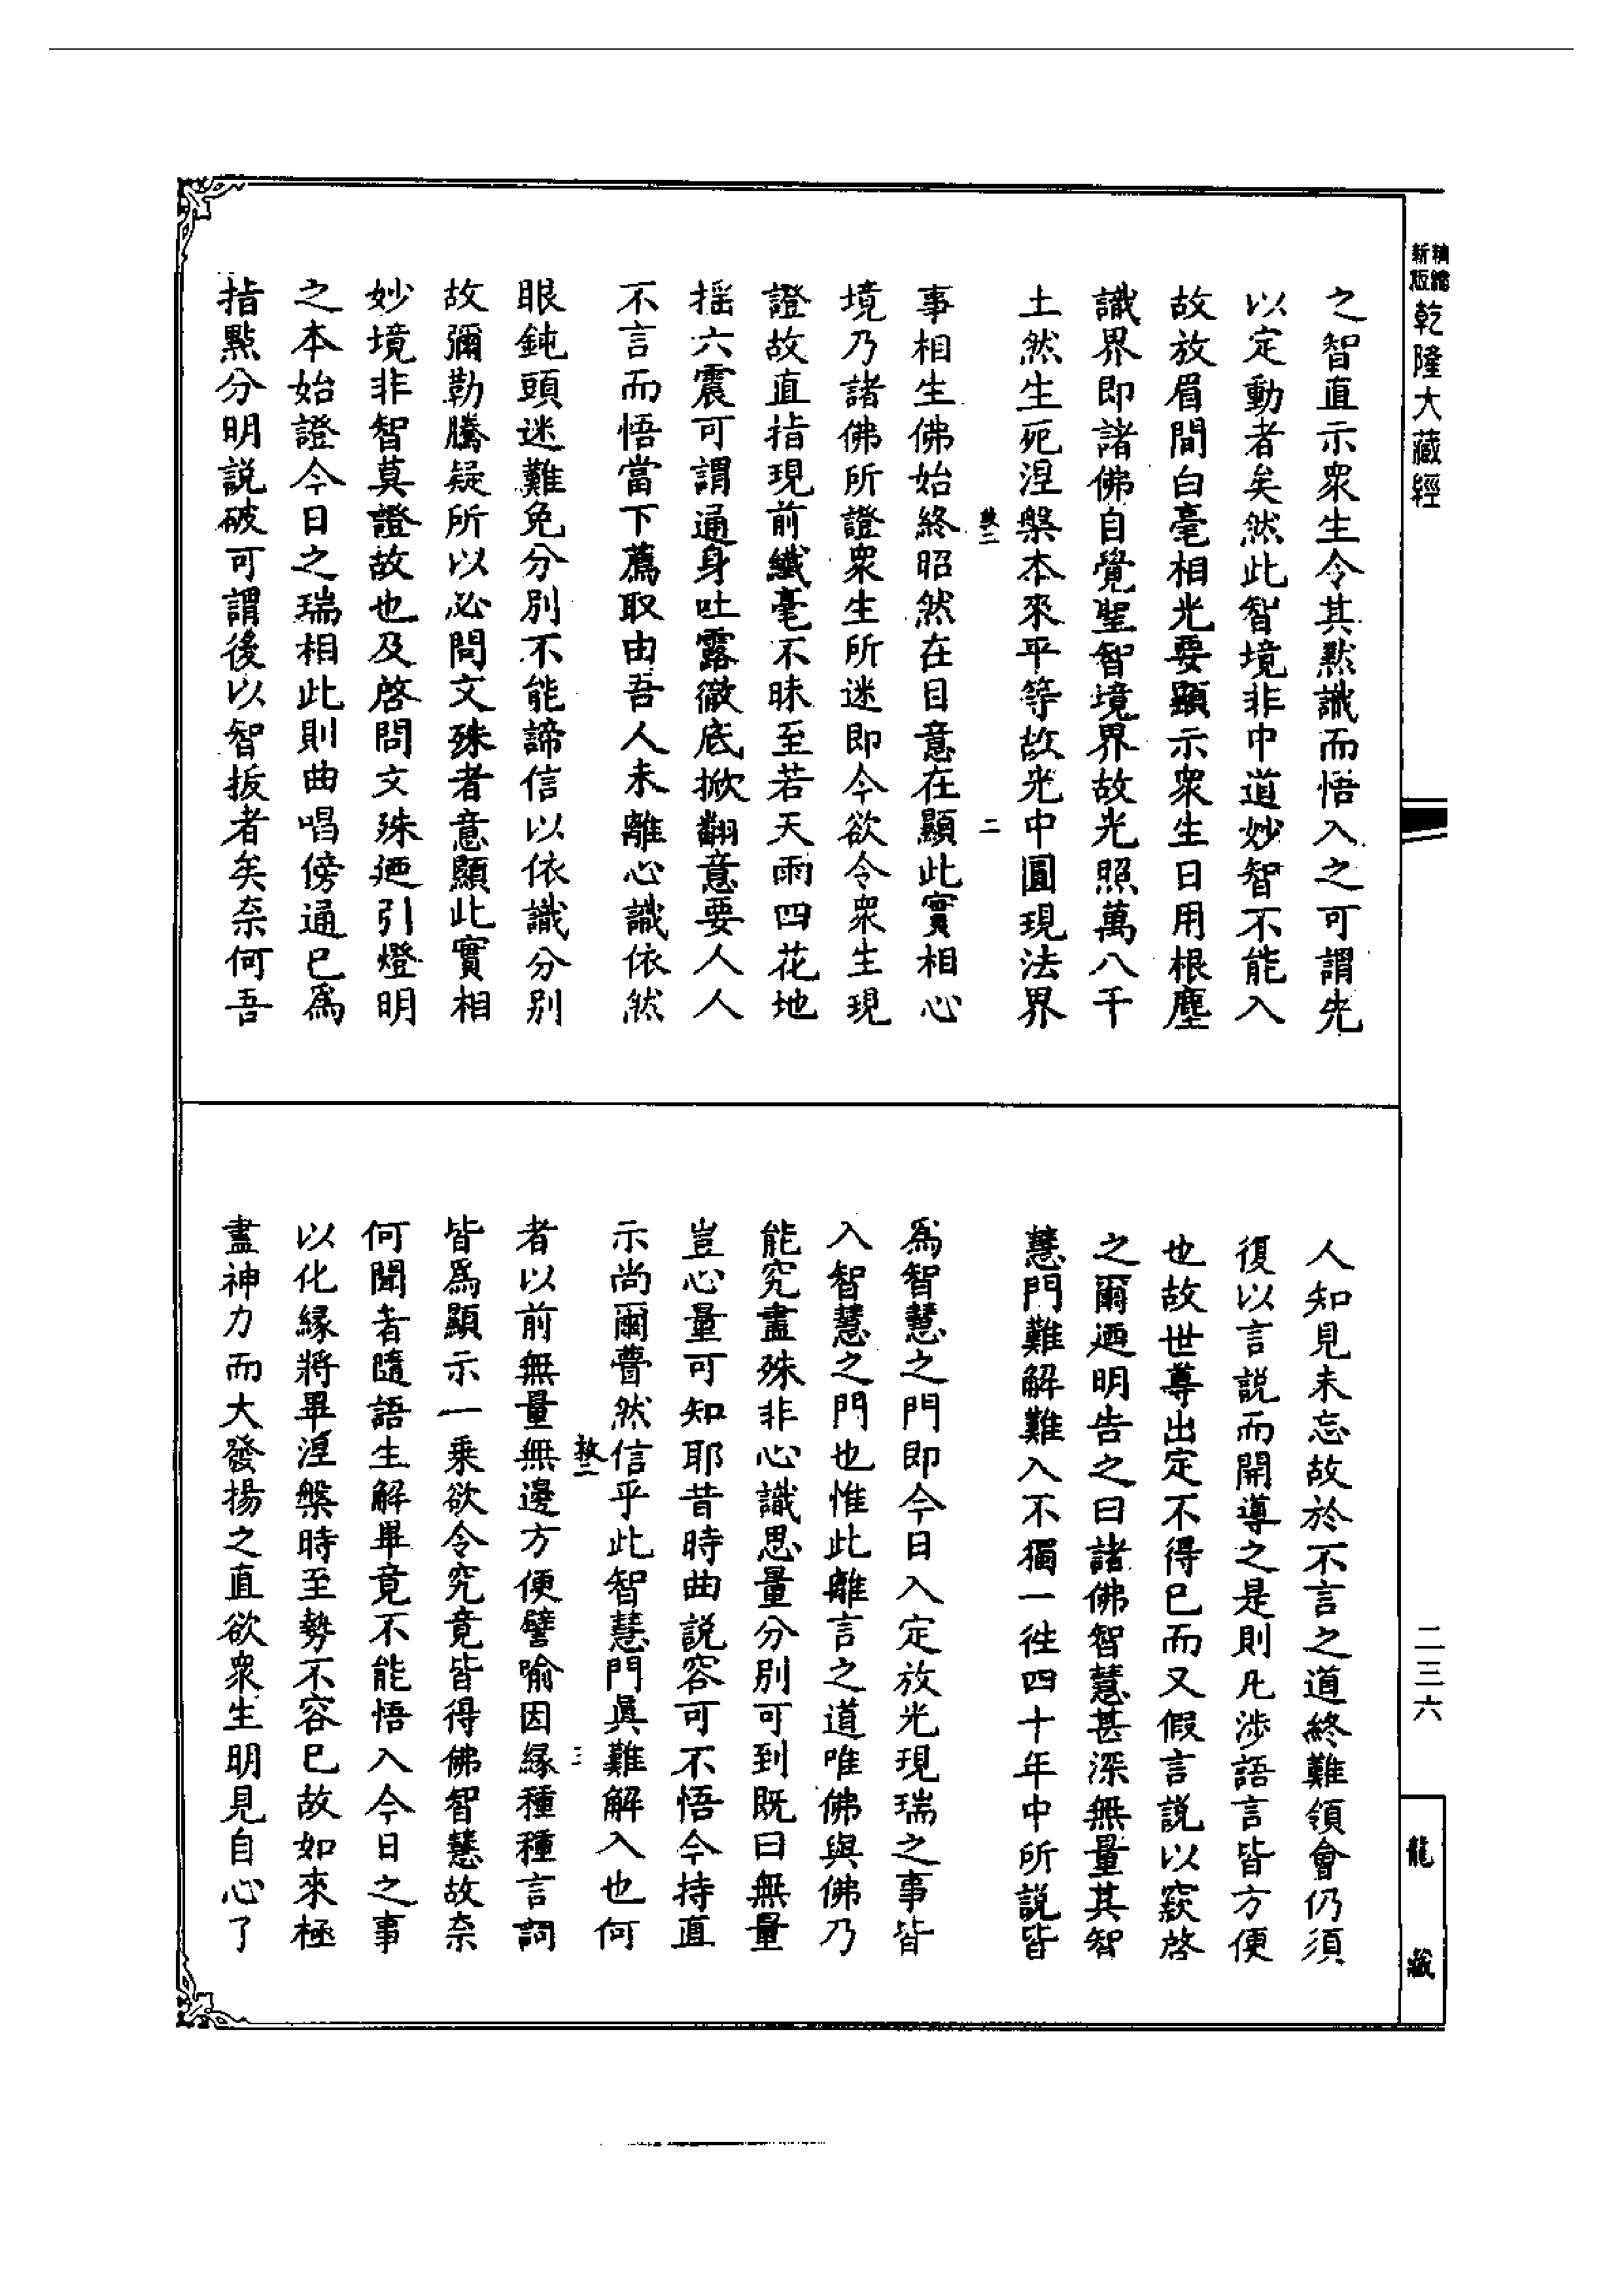 精縮
新版
乾隆大藏經
之智直示衆生令其默識而悟入之可謂先
以定動者矣然此智境非中道妙智不能入
故放眉間白毫相光要顯示衆生日用根塵
識界即諸佛自覺聖智境界故光照萬八千
土然生死涅槃本來平等故光中圓現法界
二
事相生佛始終昭然在目意在顯此實相心
境乃諸佛所證衆生所迷即今欲令衆生現
證故直指現前纖毫不昧至若天雨四花地
搖六震可謂通身吐露徹底掀翻意要人人
不言而悟當下薦取由吾人未離心識依然
眼鈍頭迷難免分別不能諦信以依識分别
故彌勒騰疑所以必問文殊者意顯此實相
妙境非智莫證故也及啓問文殊廼引燈明
之本始證今日之瑞相此則曲唱傍通已爲
指點分明説破可謂後以智拔者矣柰何吾
人知見未忘故於不言之道終難領會仍須
復以言説而開導之是則凡渉語言皆方便
也故世尊出定不得已而又假言説以竅啓
之爾廼明告之曰諸佛智慧甚深無量其智
慧門難解難入不獨一徃四十年中所説皆
爲智慧之門即今日入定放光現瑞之事皆
入智慧之門也惟此離言之道唯佛與佛乃
能究盡殊非心識思量分别可到既曰無量
豈心量可知耶昔時曲説容可不悟今持直
示尚爾瞢然信乎此智慧門眞難解入也何
三
者以前無量無邊方便譬喻因縁種種言詞
皆爲顯示一乘欲令究竟皆得佛智慧故柰
何聞者隨語生解畢竟不能悟入今日之事
以化縁將畢涅槃時至勢不容已故如來極
盡神力而大發揚之直欲衆生明見自心了
二三六
龍藏